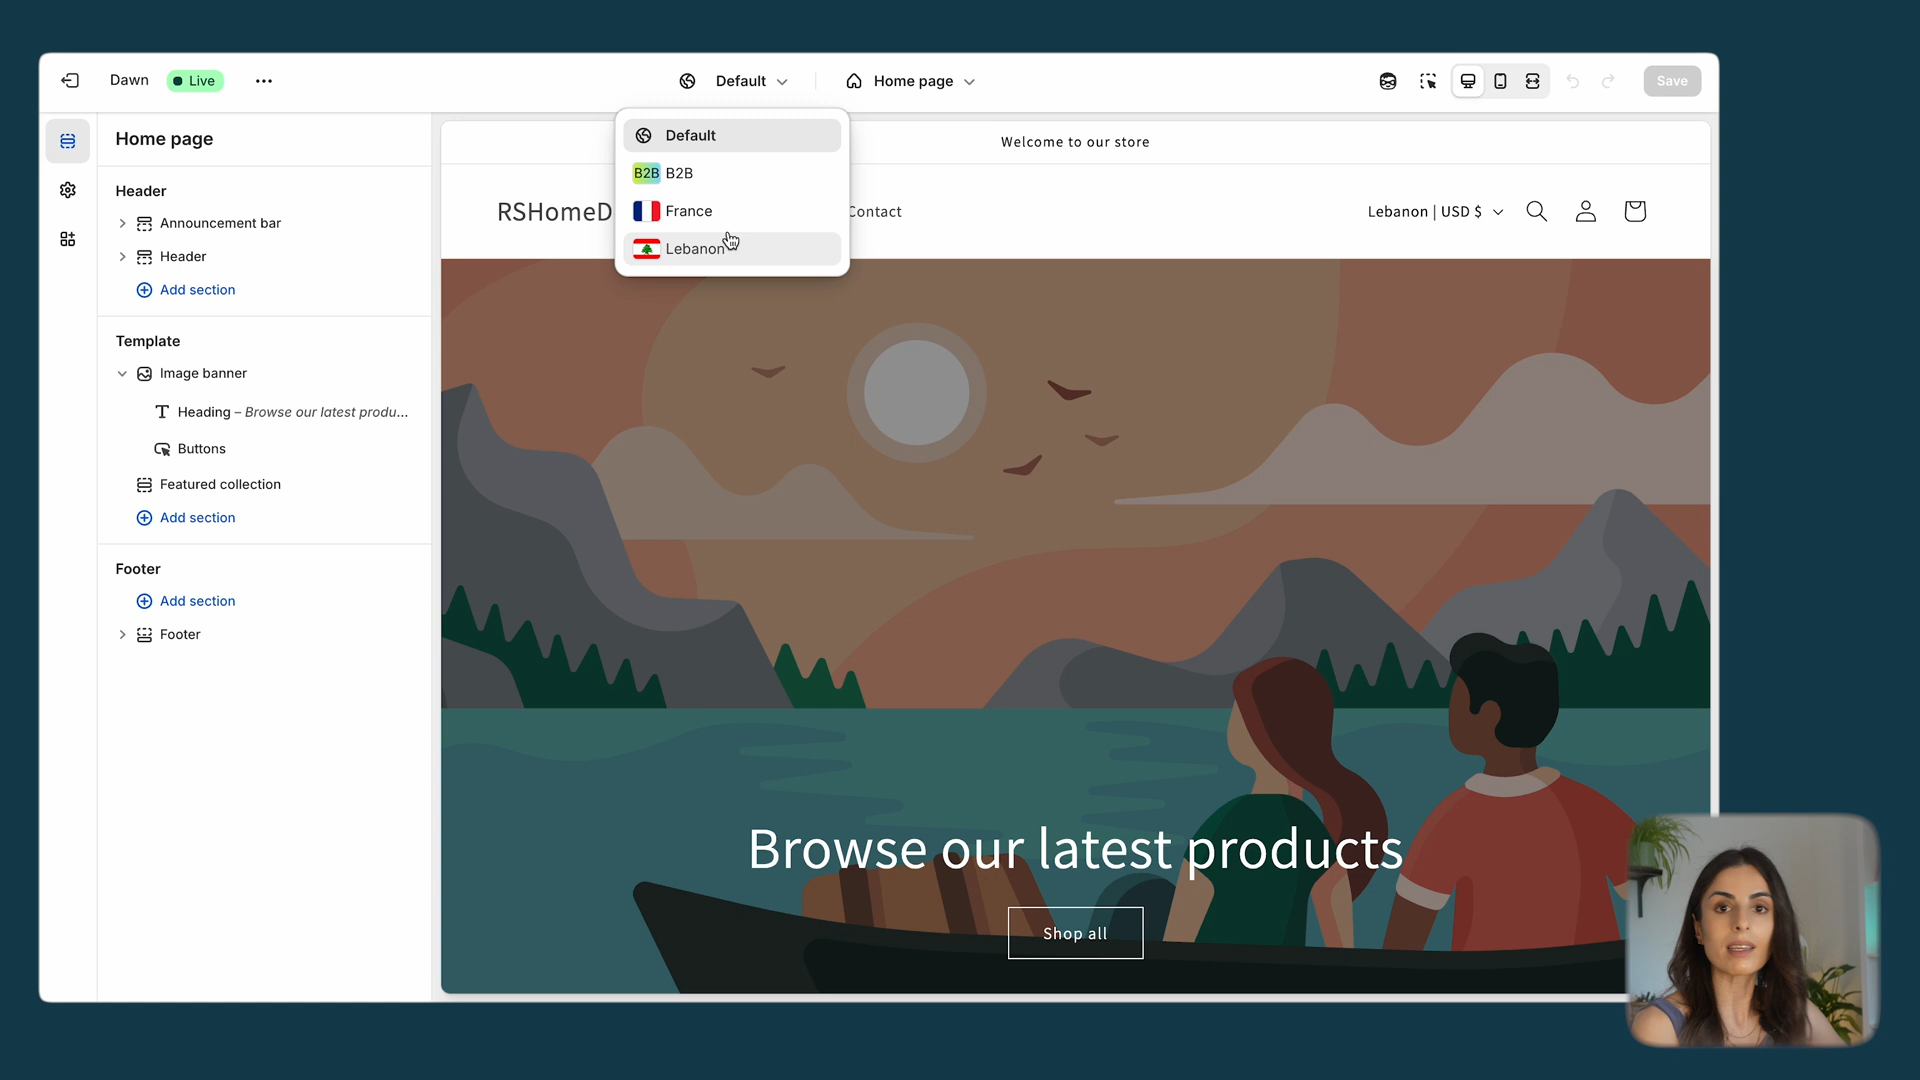 Dawn
Live
Default
Home page
Save
Default
B2B B2B
France
Lebanon
Home page
Header
Announcement bar
Header
Add section
Template
Image banner
Heading – Browse our latest produ...
Buttons
Featured collection
Add section
Footer
Add section
Footer
Welcome to our store
RSHomeD
Contact
Lebanon | USD $
Browse our latest products
Shop all